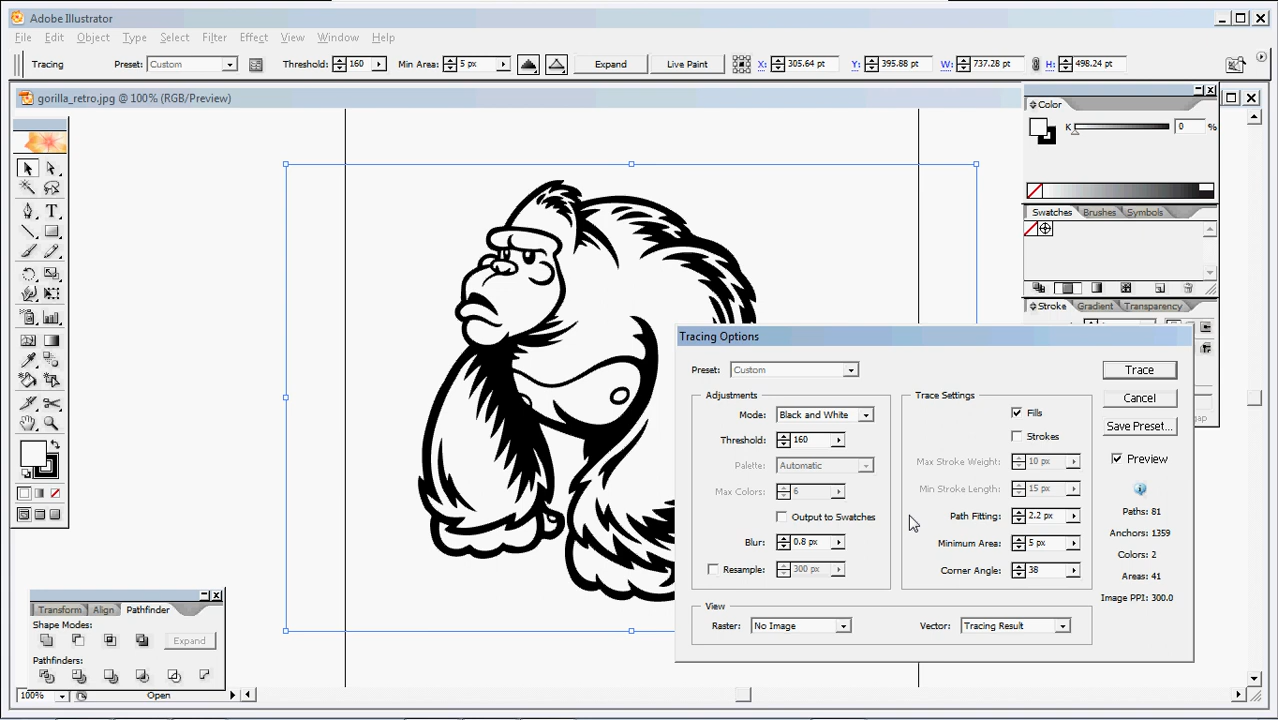 Adobe Illustrator
File Edit Object Type Select Filter Effect View Window Help
Tracing Preset: Custom Threshold: 160 Min Area: 5 px Expand Live Paint X: 305.64 pt Y: 395.88 pt W: 737.28 pt H: 498.24 pt
gorilla_retro.jpg @ 100% (RGB/Preview)
Color
K 0 %
Swatches Brushes Symbols
Stroke Gradient Transparency
Tracing Options
Preset: Custom
Trace
Cancel
Save Preset...
Preview
Adjustments
Mode: Black and White
Threshold: 160
Palette: Automatic
Max Colors: 6
Output to Swatches
Blur: 0.8 px
Resample: 300 px
Trace Settings
Fills
Strokes
Max Stroke Weight: 10 px
Min Stroke Length: 15 px
Path Fitting: 2.2 px
Minimum Area: 5 px
Corner Angle: 38
Paths: 81
Anchors: 1359
Colors: 2
Areas: 41
Image PPI: 300.0
View
Raster: No Image Vector: Tracing Result
Transform Align Pathfinder
Shape Modes:
Expand
Pathfinders:
100% Open